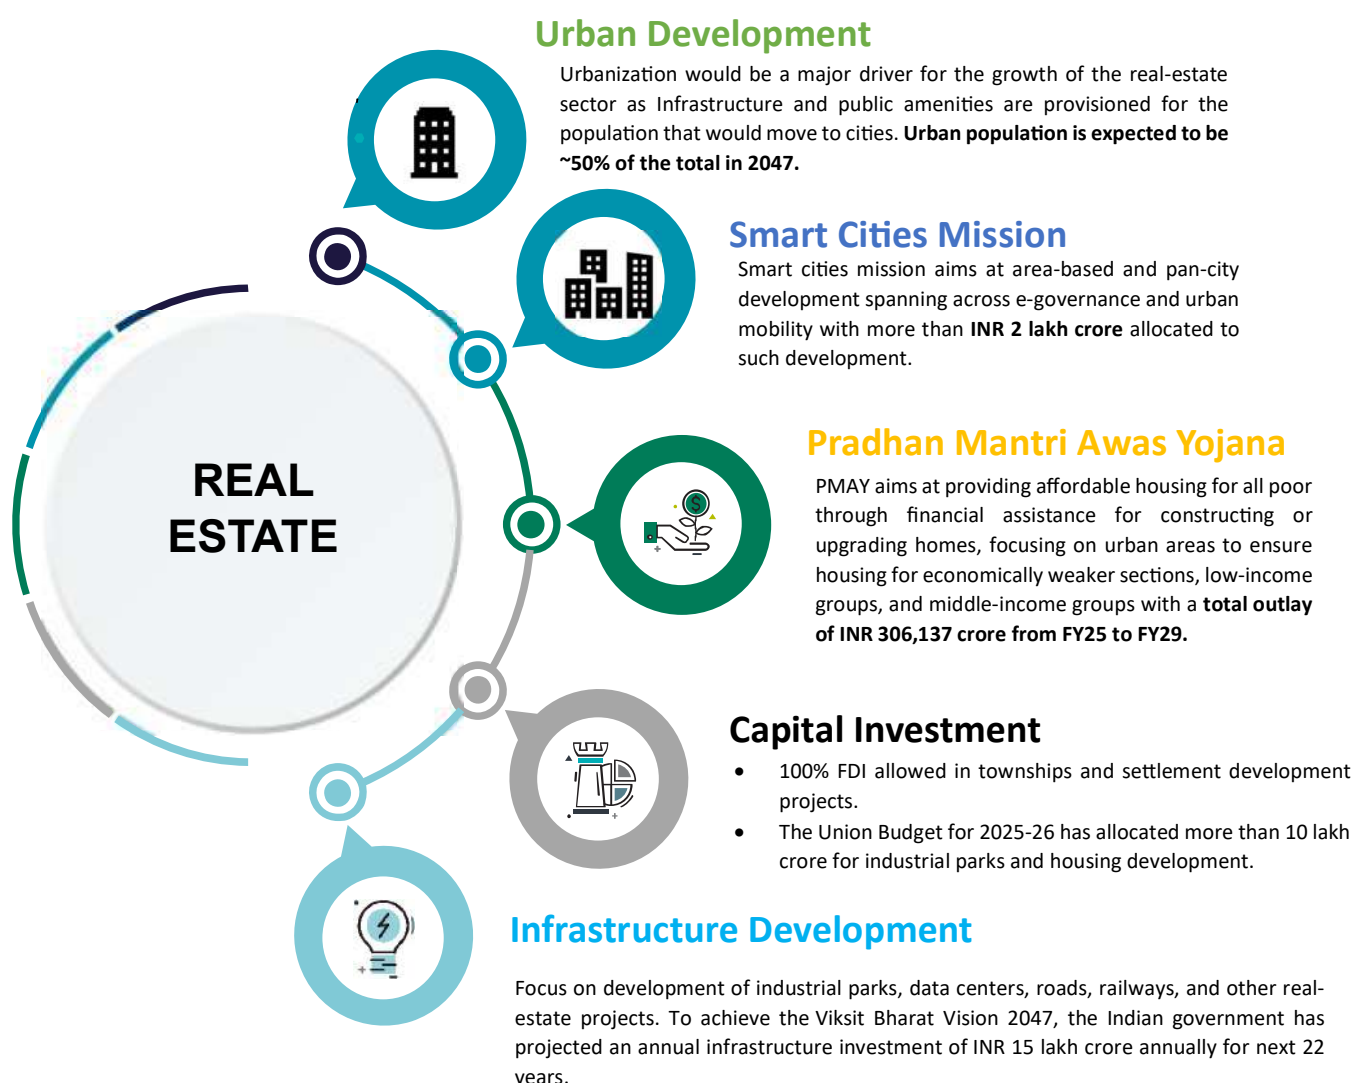 Urban Development
Urbanization would be a major driver for the growth of the real-estate
sector as Infrastructure and public amenities are provisioned for the
population that would move to cities. Urban population is expected to be
~50% of the total in 2047.
Smart Cities Mission
Smart cities mission aims at area-based and pan-city
development spanning across e-governance and urban
mobility with more than INR 2 lakh crore allocated to
such development.
REAL
ESTATE
Pradhan Mantri Awas Yojana
PMAY aims at providing affordable housing for all poor
through financial assistance for constructing or
upgrading homes, focusing on urban areas to ensure
housing for economically weaker sections, low-income
groups, and middle-income groups with a total outlay
of INR 306,137 crore from FY25 to FY29.
Capital Investment
• 100% FDI allowed in townships and settlement development
projects.
• The Union Budget for 2025-26 has allocated more than 10 lakh
crore for industrial parks and housing development.
Infrastructure Development
Focus on development of industrial parks, data centers, roads, railways, and other real-
estate projects. To achieve the Viksit Bharat Vision 2047, the Indian government has
projected an annual infrastructure investment of INR 15 lakh crore annually for next 22
years.